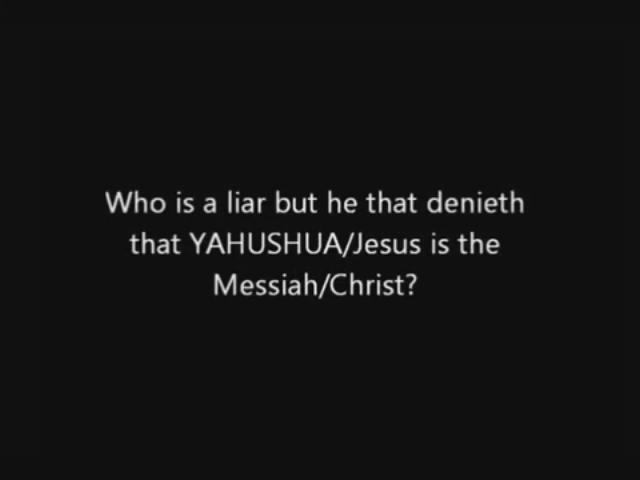 Who is a liar but he that denieth
that YAHUSHUA/Jesus is the
Messiah/Christ?